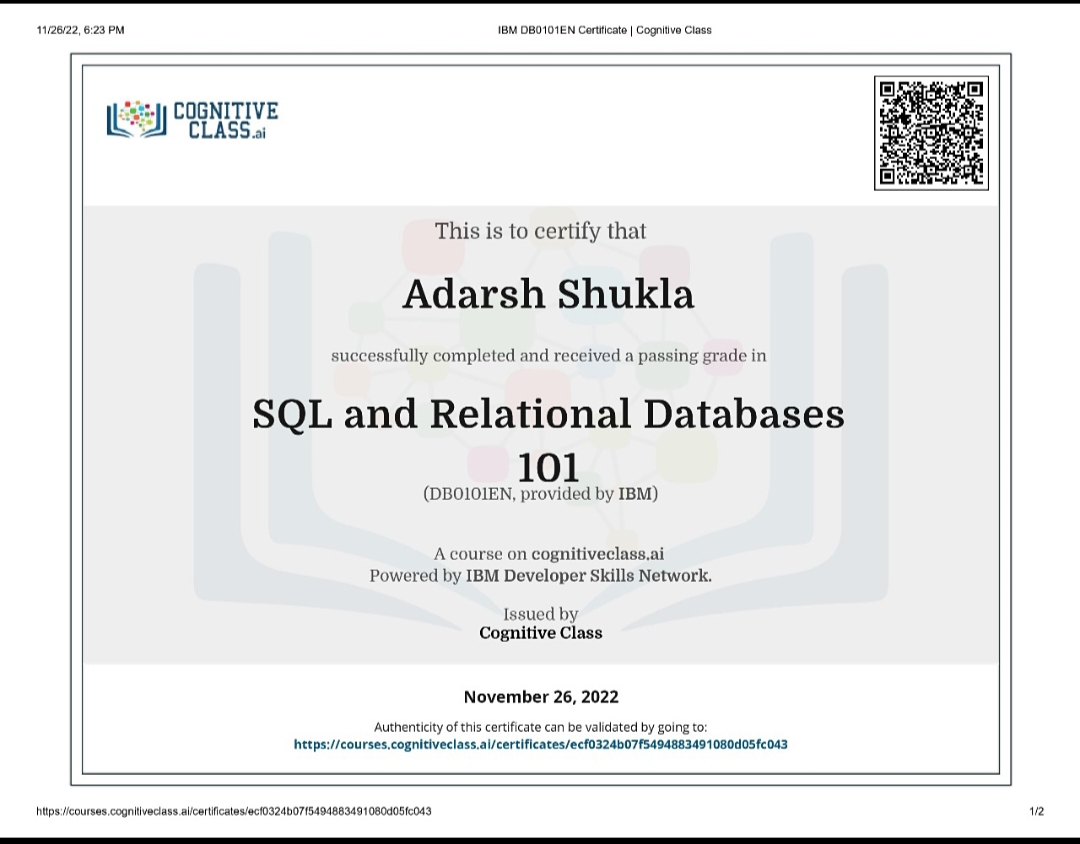 11/26/22, 6:23 PM
IBM DB0101EN Certificate | Cognitive Class
COGNITIVE
CLASS.ai
This is to certify that
Adarsh Shukla
successfully completed and received a passing grade in
SQL and Relational Databases
101
(DB0101EN, provided by IBM)
A course on cognitiveclass.ai
Powered by IBM Developer Skills Network.
Issued by
Cognitive Class
November 26, 2022
Authenticity of this certificate can be validated by going to:
https://courses.cognitiveclass.ai/certificates/ecf0324b07f5494883491080d05fc043
https://courses.cognitiveclass.ai/certificates/ecf0324b07f5494883491080d05fc043
1/2